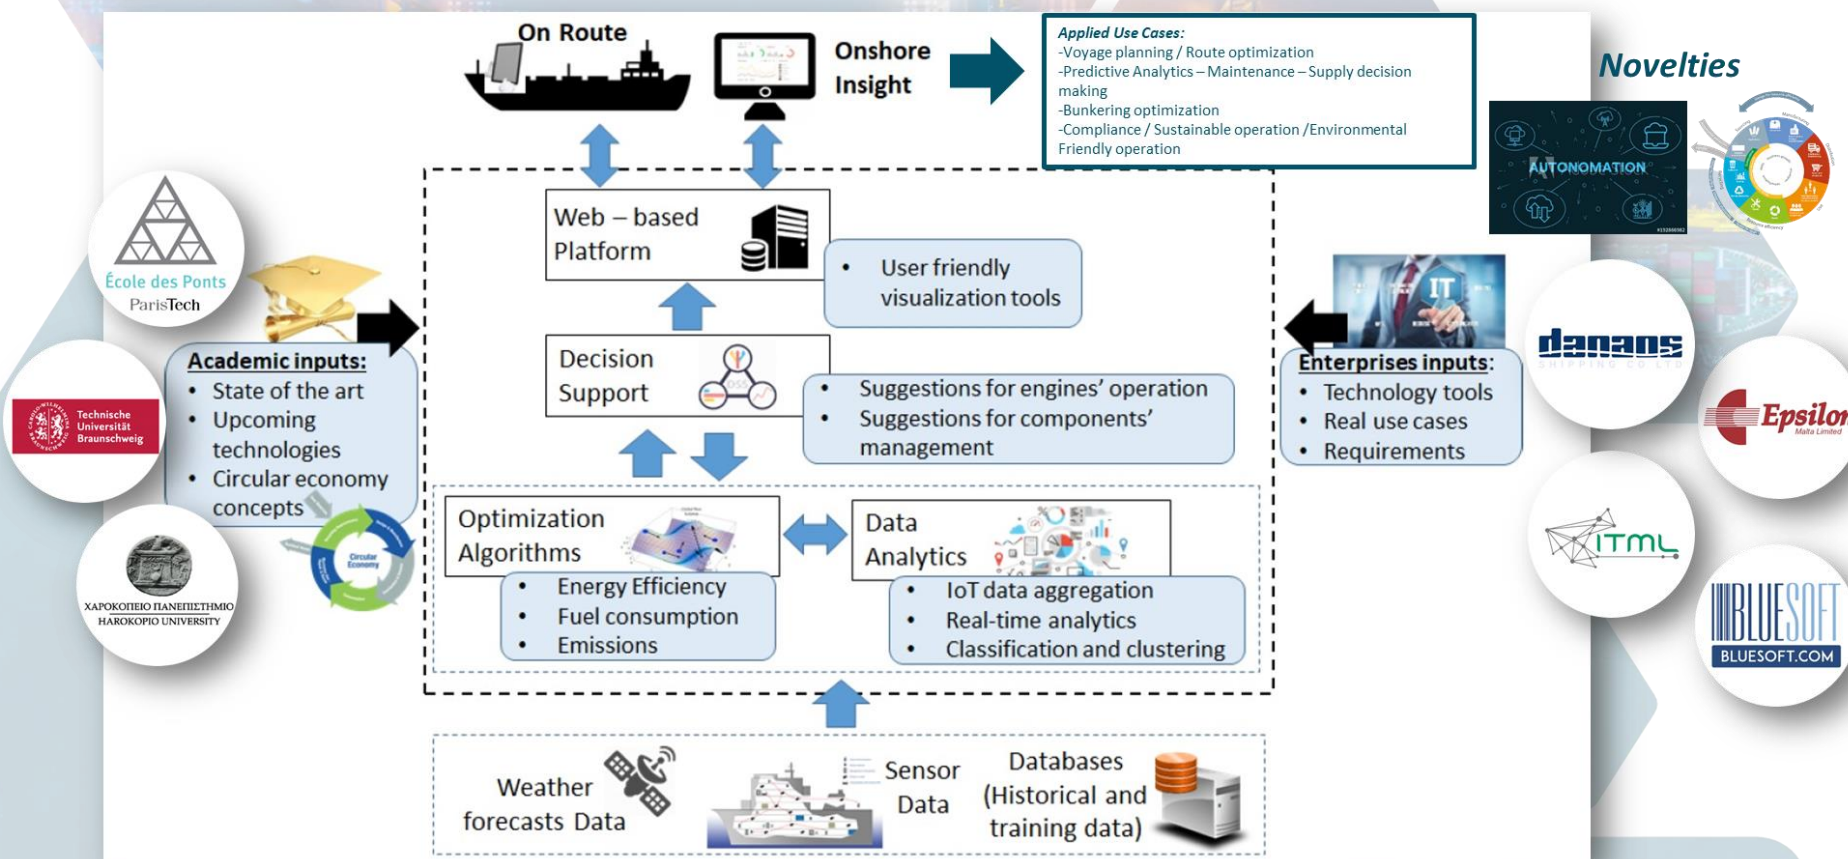 On Route
Onshore
Insight
Applied Use Cases:
-Voyage planning / Route optimization
-Predictive Analytics – Maintenance – Supply decision
making
-Bunkering optimization
-Compliance / Sustainable operation /Environmental
Friendly operation
Novelties
AUTONOMATION
Web – based
Platform
• User friendly
visualization tools
École des Ponts
ParisTech
Academic inputs:
• State of the art
• Upcoming
technologies
• Circular economy
concepts
Technische
Universität
Braunschweig
Circular
Economy
ΧΑΡΟΚΟΠΕΙΟ ΠΑΝΕΠΙΣΤΗΜΙΟ
HAROKOPIO UNIVERSITY
Decision
Support
DSS
• Suggestions for engines’ operation
• Suggestions for components’
management
IT
Enterprises inputs:
• Technology tools
• Real use cases
• Requirements
danaos
SHIPPING CO LTD
Epsilon
Malta Limited
ITML
BLUESOFT
BLUESOFT.COM
Optimization
Algorithms
• Energy Efficiency
• Fuel consumption
• Emissions
Data
Analytics
• IoT data aggregation
• Real-time analytics
• Classification and clustering
Weather
forecasts Data
Sensor
Data
Databases
(Historical and
training data)